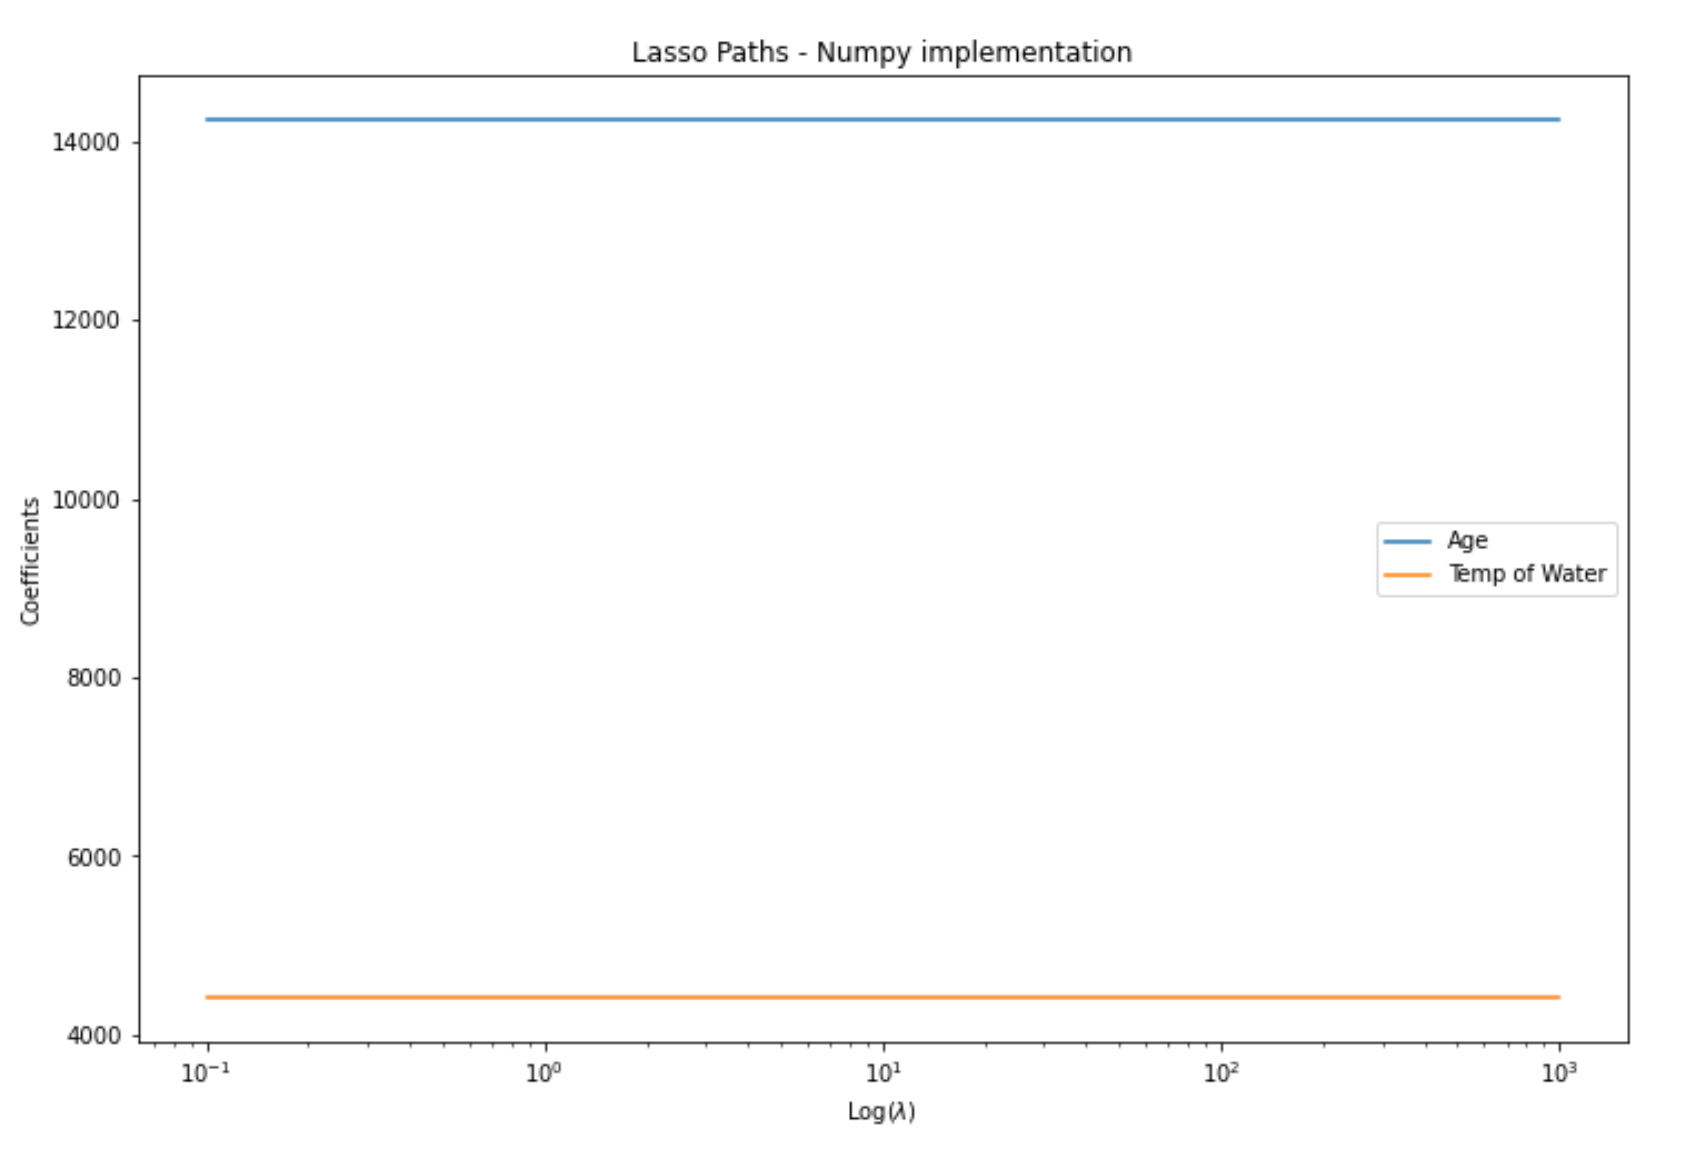 Lasso Paths - Numpy implementation
14000
12000
10000
8000
6000
4000
Coefficients
Age
Temp of Water
10⁻¹ 10⁰ 10¹ 10² 10³
Log(λ)